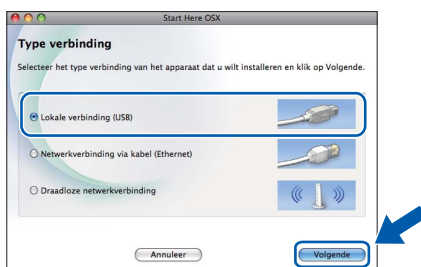 Start Here OSX
Type verbinding
Selecteer het type verbinding van het apparaat dat u wilt installeren en klik op Volgende.
Lokale verbinding (USB)
Netwerkverbinding via kabel (Ethernet)
Draadloze netwerkverbinding
Annuleer
Volgende